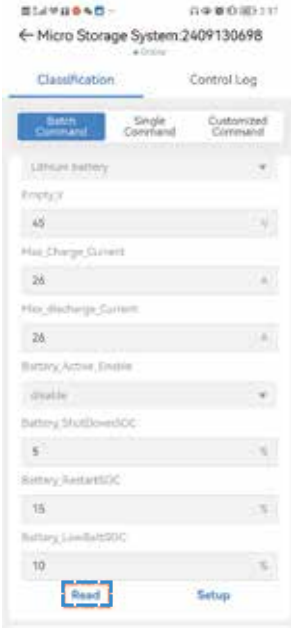 ← Micro Storage System:2409130698
Online
Classification Control Log
Batch Command Single Command Customized Command
Lithium battery
Empty_V
45 V
Max_Charge_Current
26 A
Max_discharge_Current
26 A
Battery_Active_Enable
disable
Battery_ShutDownSOC
5 %
Battery_RestartSOC
15 %
Battery_LowBattSOC
10 %
Read Setup